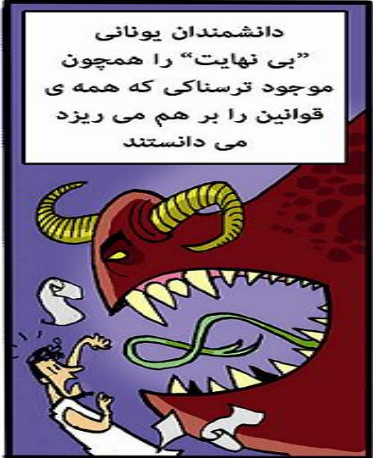 دانشمندان یونانی
”بی نهایت“ را همچون
موجود ترسناکی که همه ی
قوانین را بر هم می ریزد
می دانستند